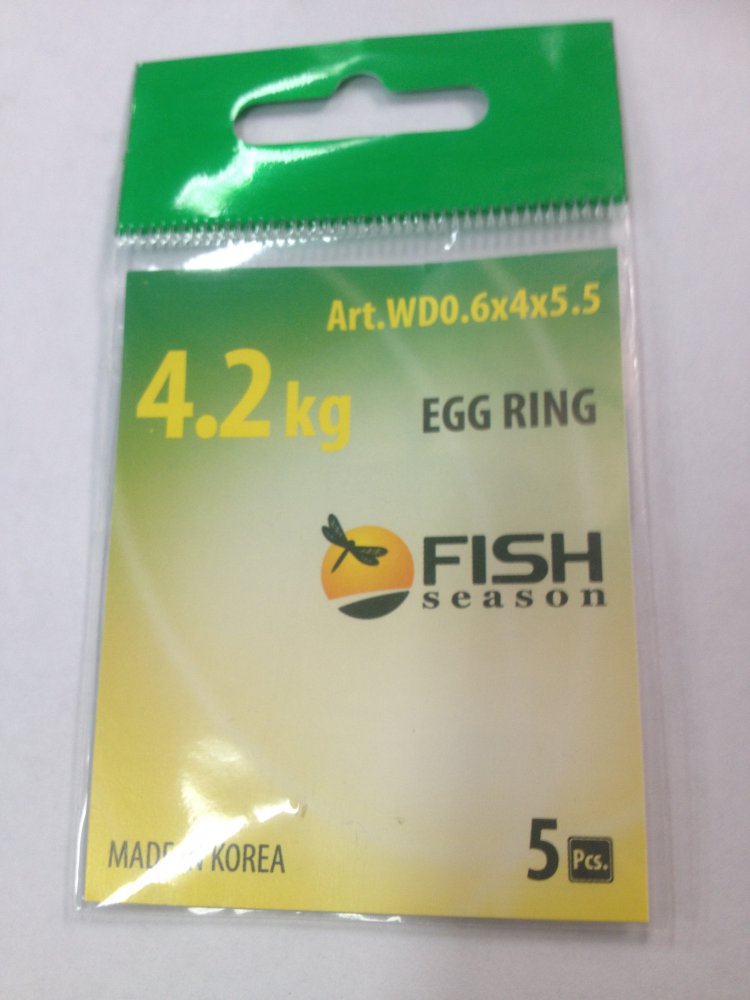 Art.WD0.6x4x5.5
4.2 kg
EGG RING
FISH
season
MADE IN KOREA
5 Pcs.